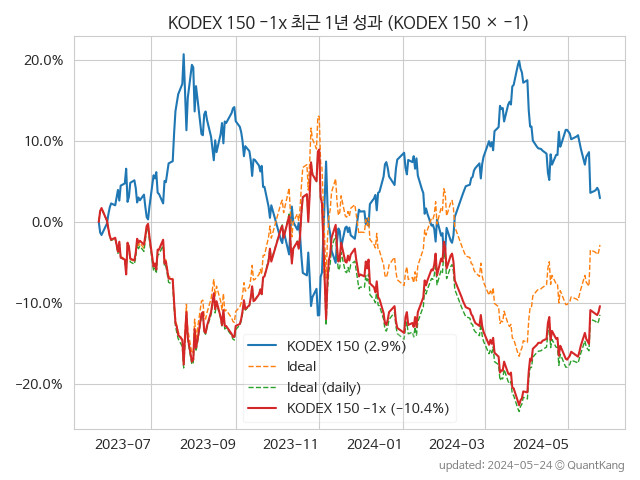 KODEX 150 -1x 최근 1년 성과 (KODEX 150 × -1)
20.0%
10.0%
0.0%
-10.0%
-20.0%
KODEX 150 (2.9%)
Ideal
Ideal (daily)
KODEX 150 -1x (-10.4%)
2023-07
2023-09
2023-11
2024-01
2024-03
2024-05
updated: 2024-05-24 © QuantKang